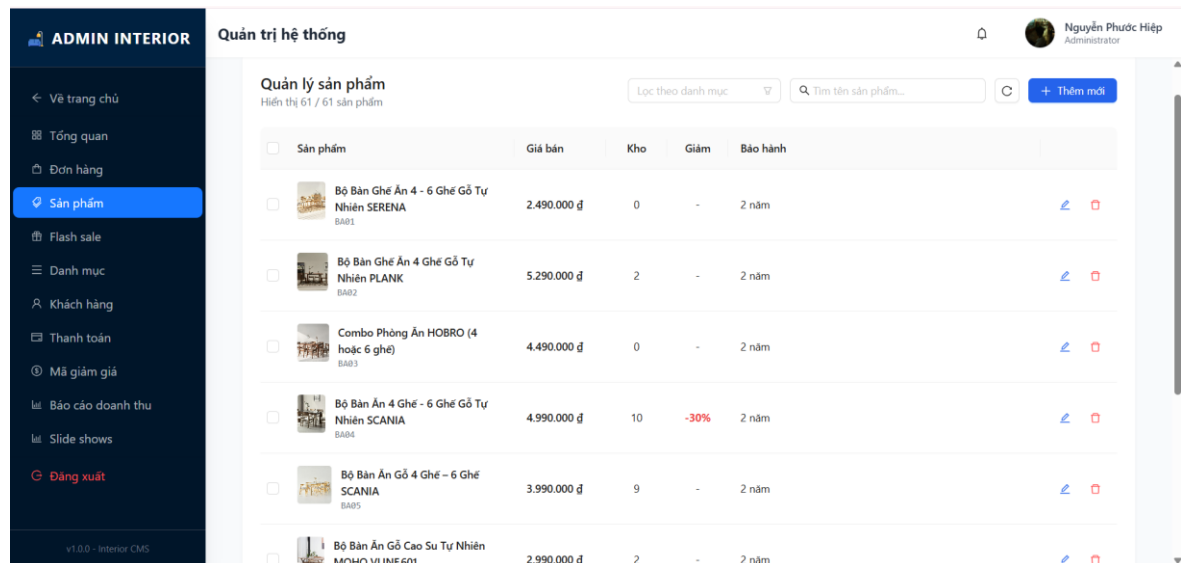 ADMIN INTERIOR
Quản trị hệ thống
Nguyễn Phước Hiệp
Administrator
Về trang chủ
Tổng quan
Đơn hàng
Sản phẩm
Flash sale
Danh mục
Khách hàng
Thanh toán
Mã giảm giá
Báo cáo doanh thu
Slide shows
Đăng xuất
v1.0.0 - Interior CMS
Quản lý sản phẩm
Hiển thị 61 / 61 sản phẩm
Lọc theo danh mục
Tìm tên sản phẩm...
+ Thêm mới
Sản phẩm Giá bán Kho Giảm Bảo hành
Bộ Bàn Ghế Ăn 4 - 6 Ghế Gỗ Tự
Nhiên SERENA
BA01
2.490.000 ₫ 0 - 2 năm
Bộ Bàn Ghế Ăn 4 Ghế Gỗ Tự
Nhiên PLANK
BA02
5.290.000 ₫ 2 - 2 năm
Combo Phòng Ăn HOBRO (4
hoặc 6 ghế)
BA03
4.490.000 ₫ 0 - 2 năm
Bộ Bàn Ăn 4 Ghế - 6 Ghế Gỗ Tự
Nhiên SCANIA
BA04
4.990.000 ₫ 10 -30% 2 năm
Bộ Bàn Ăn Gỗ 4 Ghế – 6 Ghế
SCANIA
BA05
3.990.000 ₫ 9 - 2 năm
Bộ Bàn Ăn Gỗ Cao Su Tự Nhiên
MOHO VLINE 601
2.990.000 ₫ 2 - 2 năm